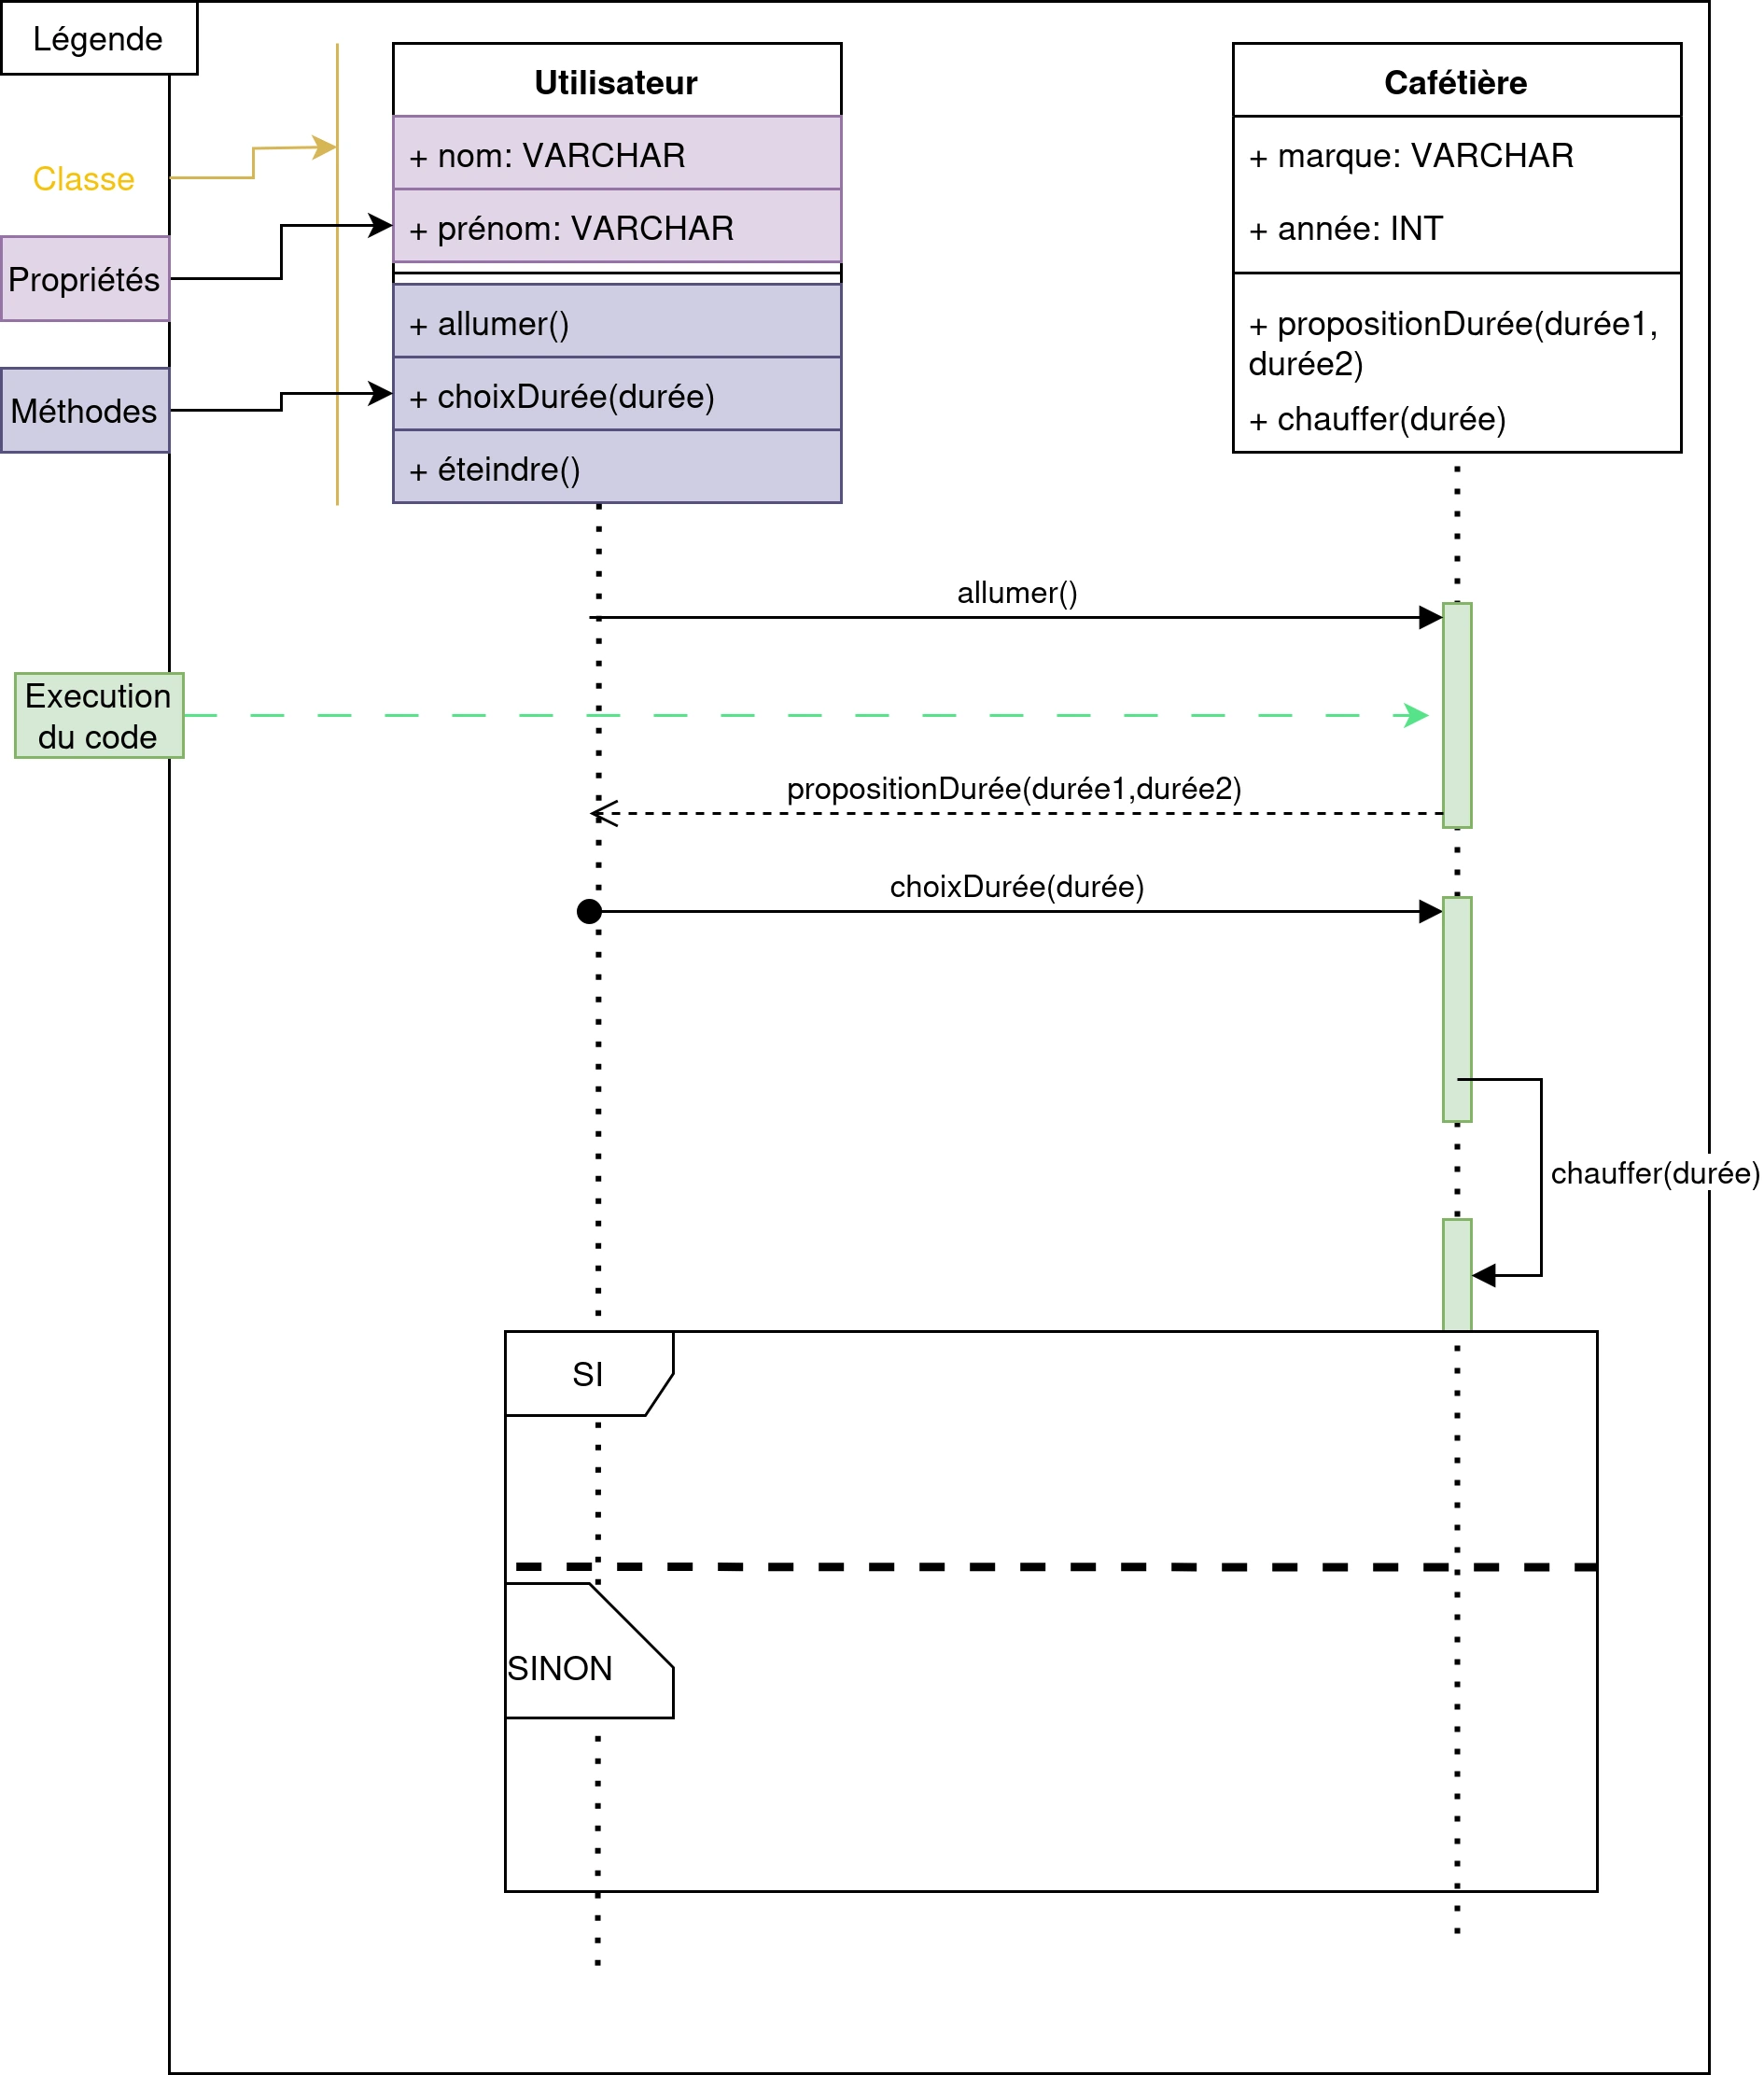 Légende
Classe
Propriétés
Méthodes
Utilisateur
+ nom: VARCHAR
+ prénom: VARCHAR
+ allumer()
+ choixDurée(durée)
+ éteindre()
Cafétière
+ marque: VARCHAR
+ année: INT
+ propositionDurée(durée1,
durée2)
+ chauffer(durée)
allumer()
Execution
du code
propositionDurée(durée1,durée2)
choixDurée(durée)
chauffer(durée)
SI
SINON